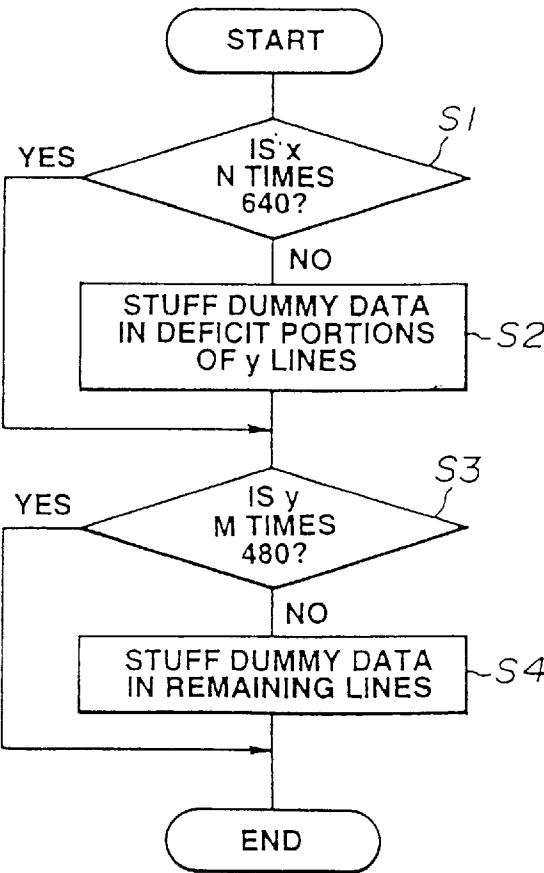 START
S1
IS x
N TIMES
640?
YES
NO
STUFF DUMMY DATA
IN DEFICIT PORTIONS
OF y LINES
S2
S3
IS y
M TIMES
480?
YES
NO
STUFF DUMMY DATA
IN REMAINING LINES
S4
END